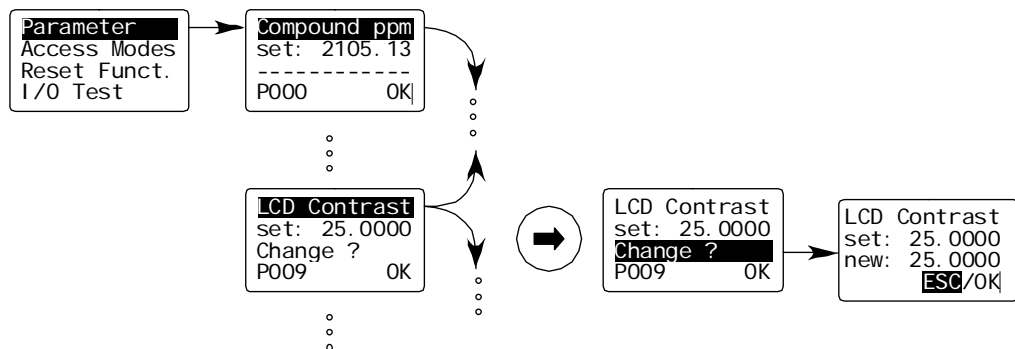 Parameter
Access Modes
Reset Funct.
I/O Test
Compound ppm
set: 2105.13
------------
P000 OK
LCD Contrast
set: 25.0000
Change ?
P009 OK
LCD Contrast
set: 25.0000
Change ?
P009 OK
LCD Contrast
set: 25.0000
new: 25.0000
ESC/OK